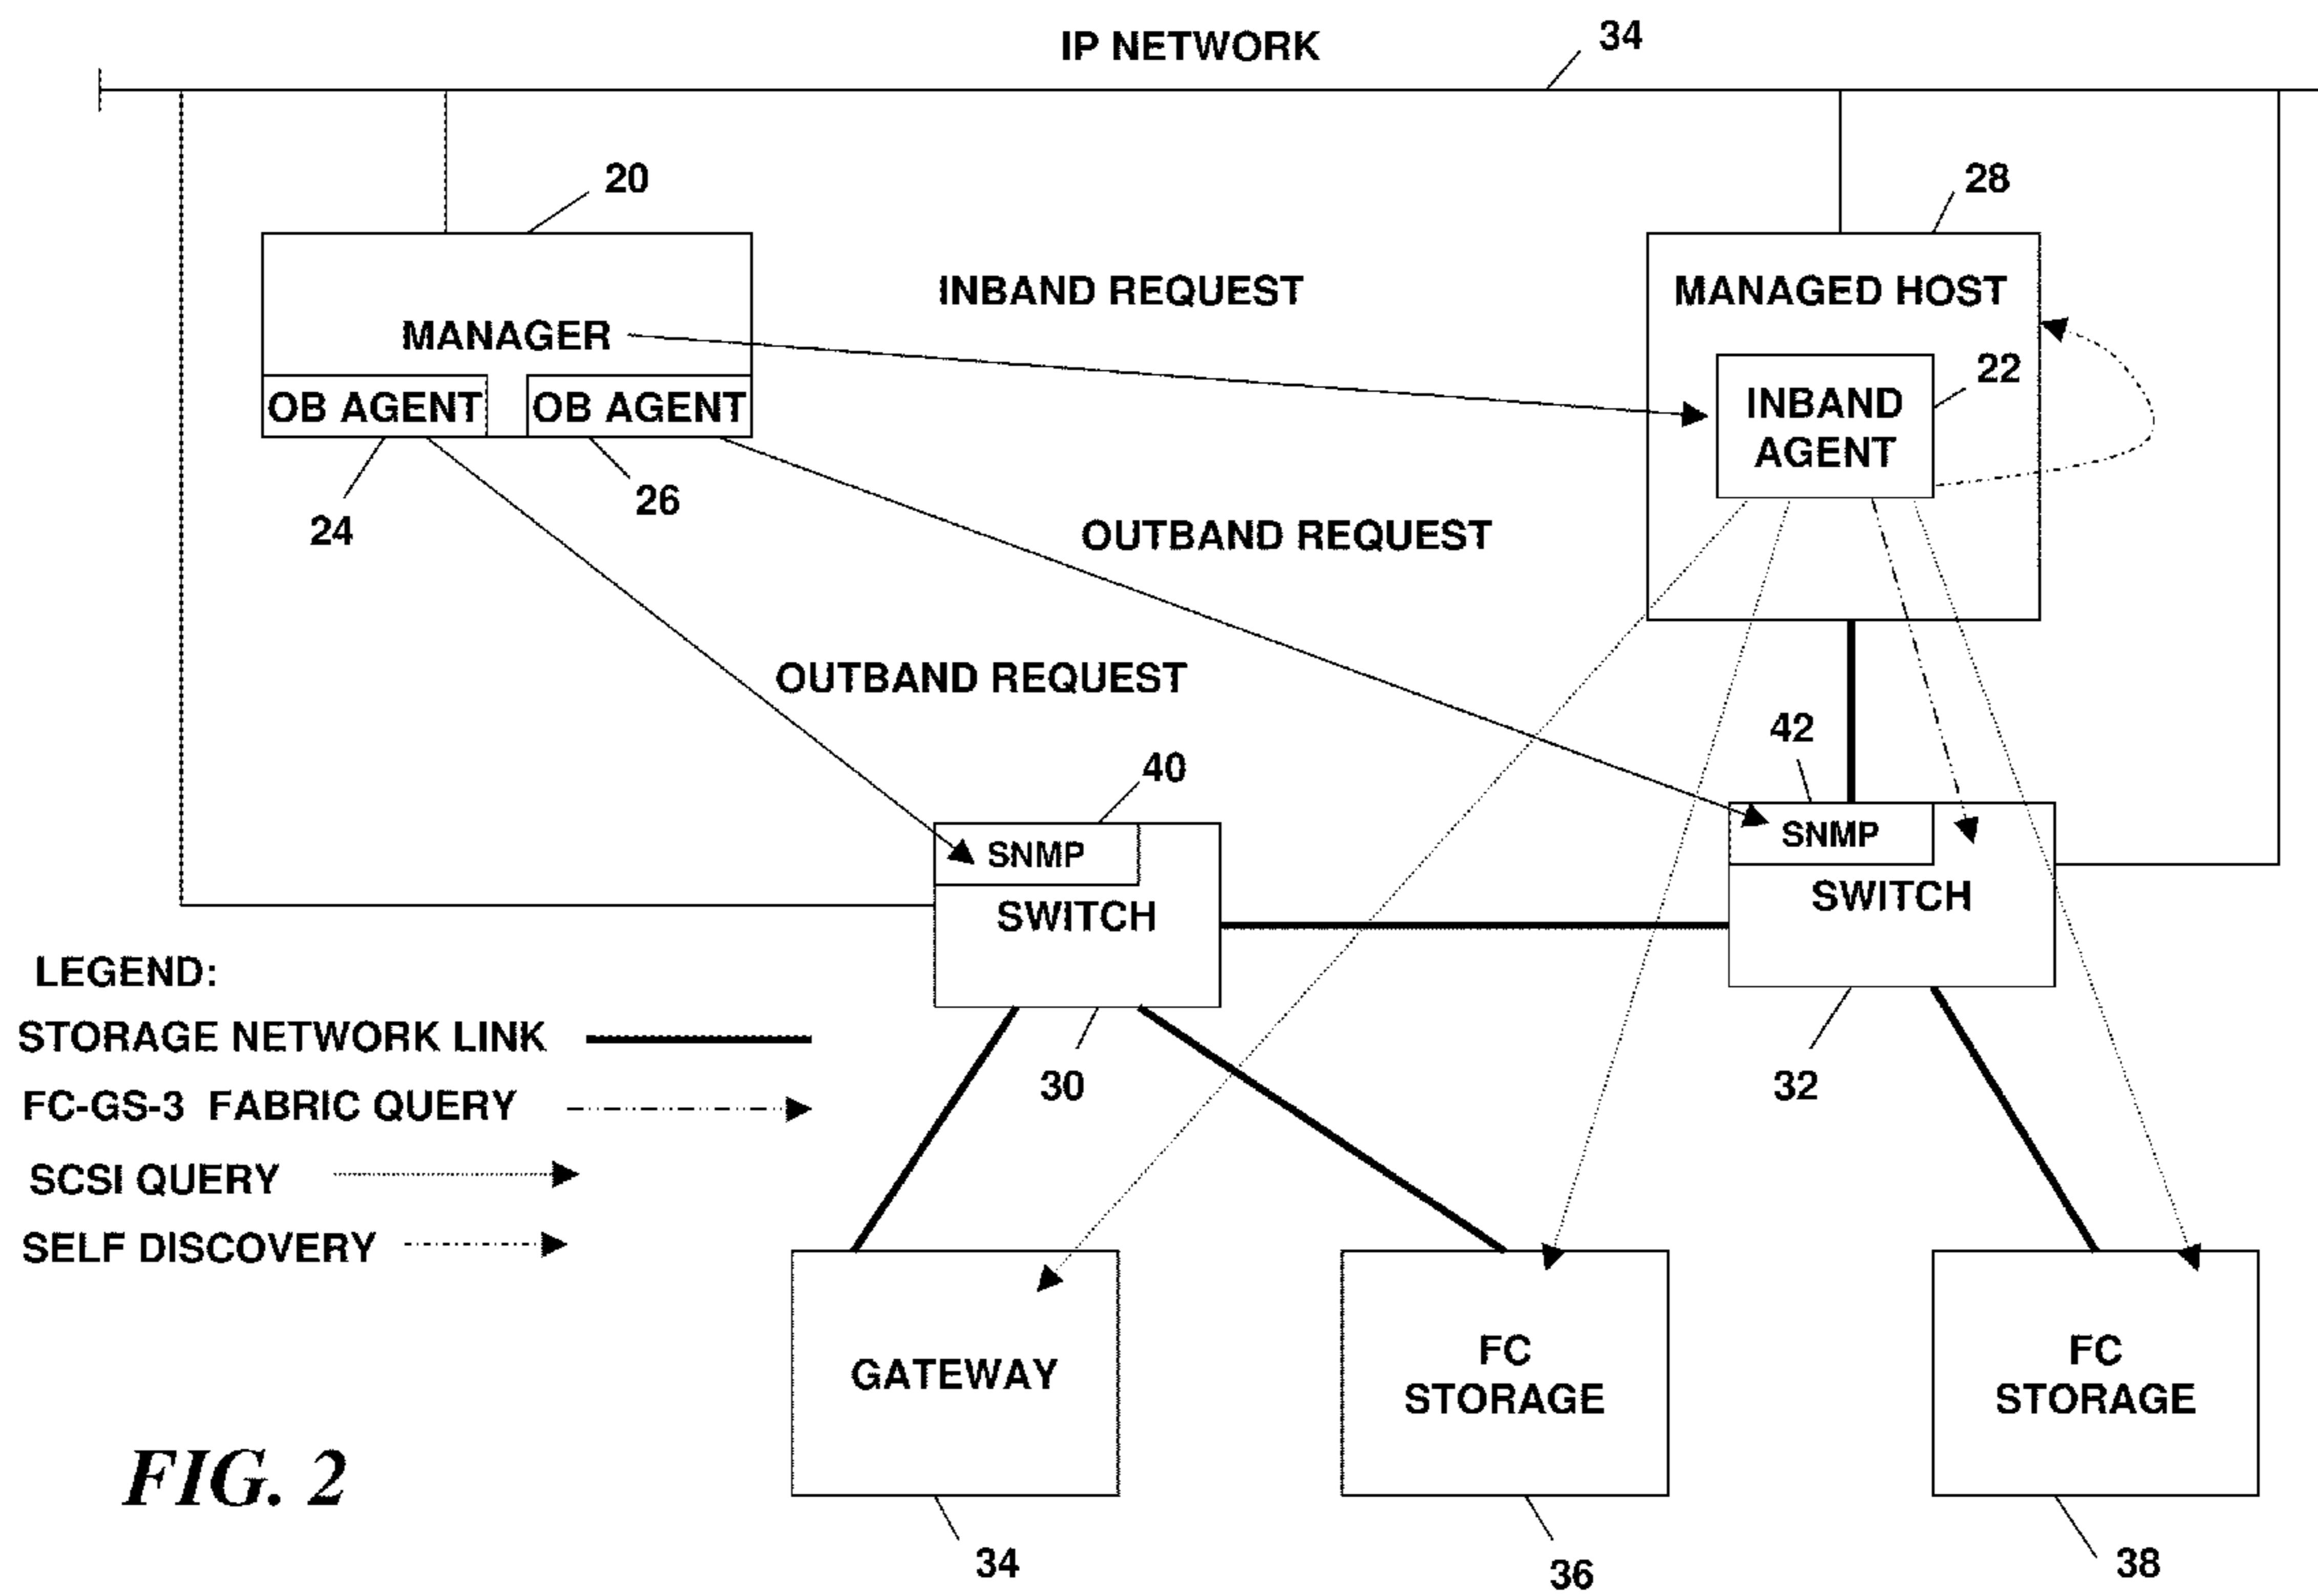 IP NETWORK
34
20
28
MANAGER
OB AGENT
OB AGENT
24
26
INBAND REQUEST
MANAGED HOST
INBAND
AGENT
22
OUTBAND REQUEST
OUTBAND REQUEST
40
SNMP
SWITCH
30
42
SNMP
SWITCH
32
LEGEND:
STORAGE NETWORK LINK
FC-GS-3 FABRIC QUERY
SCSI QUERY
SELF DISCOVERY
GATEWAY
34
FC
STORAGE
36
FC
STORAGE
38
FIG. 2